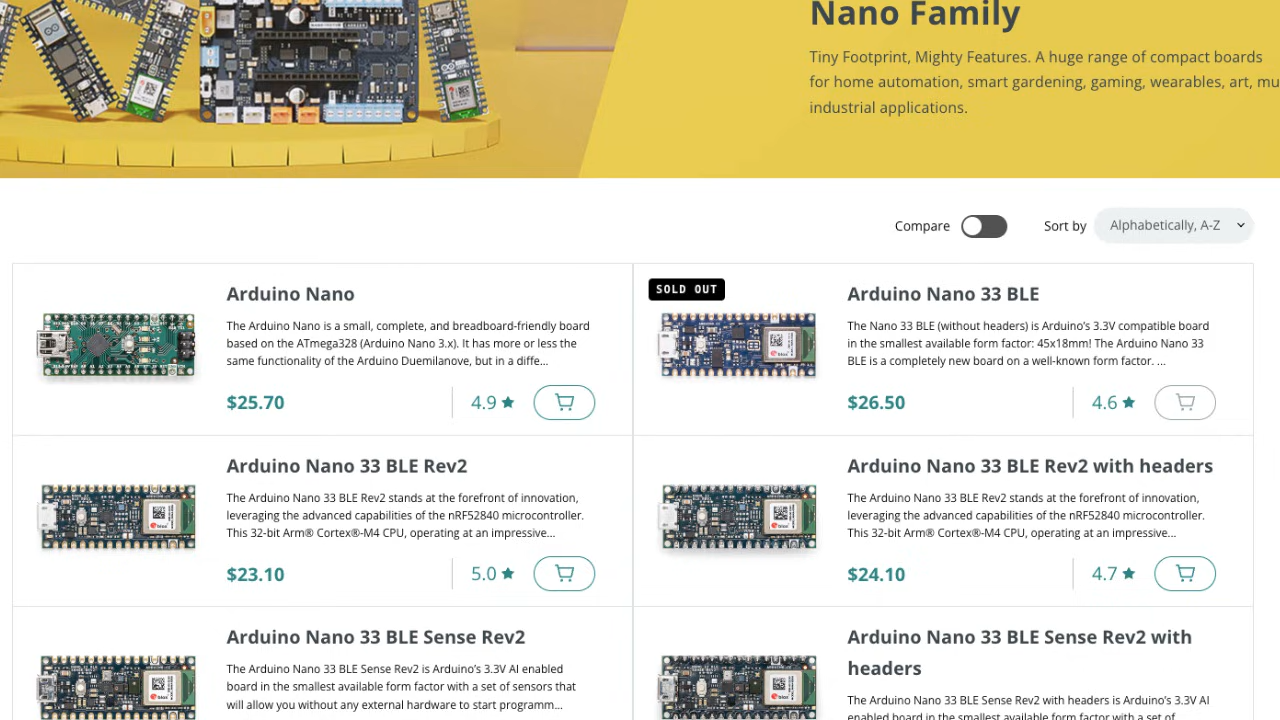 Nano Family
Tiny Footprint, Mighty Features. A huge range of compact boards
for home automation, smart gardening, gaming, wearables, art, mu
industrial applications.
Compare
Sort by
Alphabetically, A-Z
Arduino Nano
The Arduino Nano is a small, complete, and breadboard-friendly board
based on the ATmega328 (Arduino Nano 3.x). It has more or less the
same functionality of the Arduino Duemilanove, but in a diffe...
$25.70
4.9
SOLD OUT
Arduino Nano 33 BLE
The Nano 33 BLE (without headers) is Arduino’s 3.3V compatible board
in the smallest available form factor: 45x18mm! The Arduino Nano 33
BLE is a completely new board on a well-known form factor. ...
$26.50
4.6
Arduino Nano 33 BLE Rev2
The Arduino Nano 33 BLE Rev2 stands at the forefront of innovation,
leveraging the advanced capabilities of the nRF52840 microcontroller.
This 32-bit Arm® Cortex®-M4 CPU, operating at an impressive...
$23.10
5.0
Arduino Nano 33 BLE Rev2 with headers
The Arduino Nano 33 BLE Rev2 stands at the forefront of innovation,
leveraging the advanced capabilities of the nRF52840 microcontroller.
This 32-bit Arm® Cortex®-M4 CPU, operating at an impressive...
$24.10
4.7
Arduino Nano 33 BLE Sense Rev2
The Arduino Nano 33 BLE Sense Rev2 is Arduino’s 3.3V AI enabled
board in the smallest available form factor with a set of sensors that
will allow you without any external hardware to start programm...
Arduino Nano 33 BLE Sense Rev2 with
headers
The Arduino Nano 33 BLE Sense Rev2 with headers is Arduino’s 3.3V AI
enabled board in the smallest available form factor with a set of